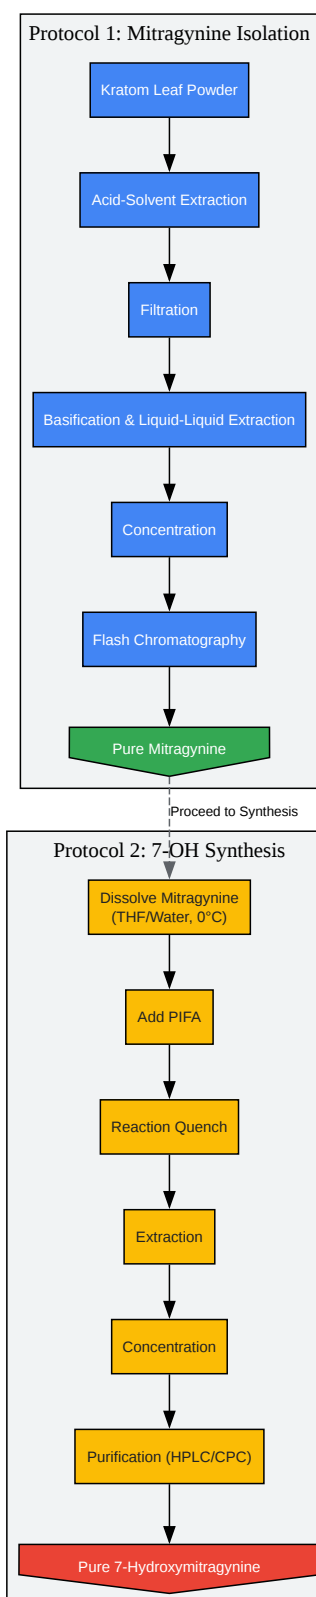 Protocol 1: Mitragynine Isolation
Kratom Leaf Powder
Acid-Solvent Extraction
Filtration
Basification & Liquid-Liquid Extraction
Concentration
Flash Chromatography
Pure Mitragynine
Proceed to Synthesis
Protocol 2: 7-OH Synthesis
Dissolve Mitragynine
(THF/Water, 0°C)
Add PIFA
Reaction Quench
Extraction
Concentration
Purification (HPLC/CPC)
Pure 7-Hydroxymitragynine